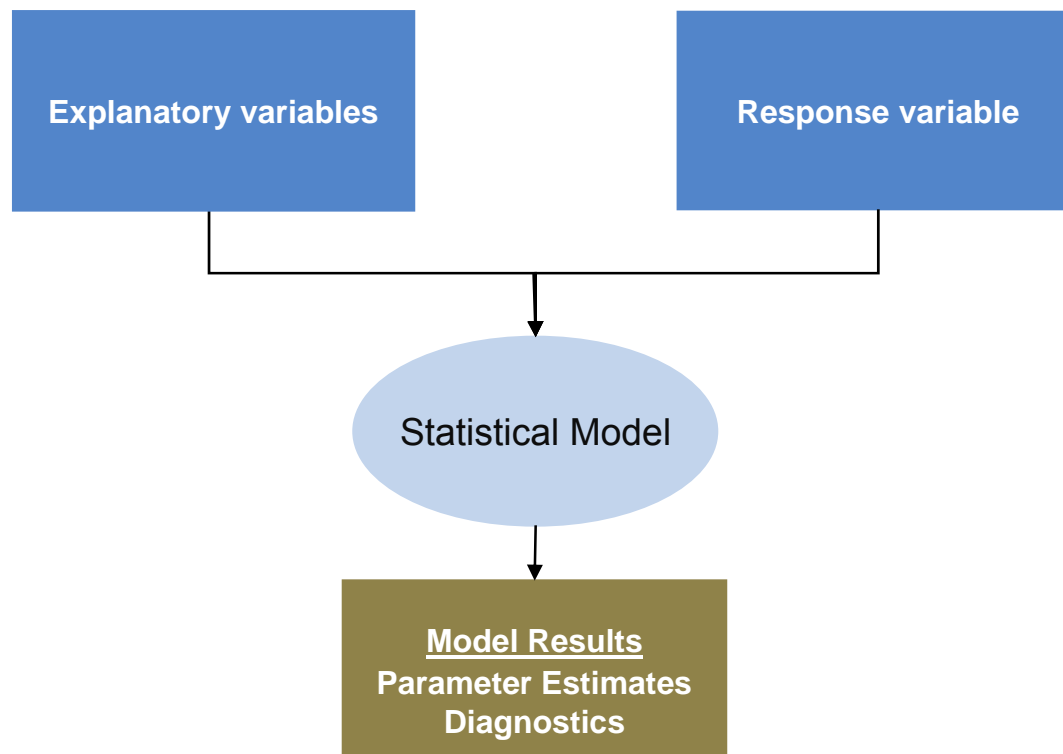 Explanatory variables
Response variable
Statistical Model
Model Results
Parameter Estimates
Diagnostics